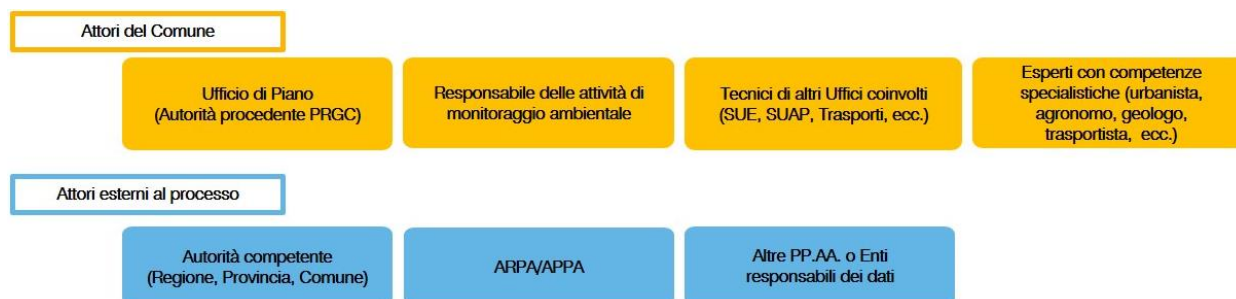 Attori del Comune
Ufficio di Piano
(Autorità procedente PRGC)
Responsabile delle attività di
monitoraggio ambientale
Tecnici di altri Uffici coinvolti
(SUE, SUAP, Trasporti, ecc.)
Esperti con competenze
specialistiche (urbanista,
agronomo, geologo,
trasportista, ecc.)
Attori esterni al processo
Autorità competente
(Regione, Provincia, Comune)
ARPA/APPA
Altre PP.AA. o Enti
responsabili dei dati